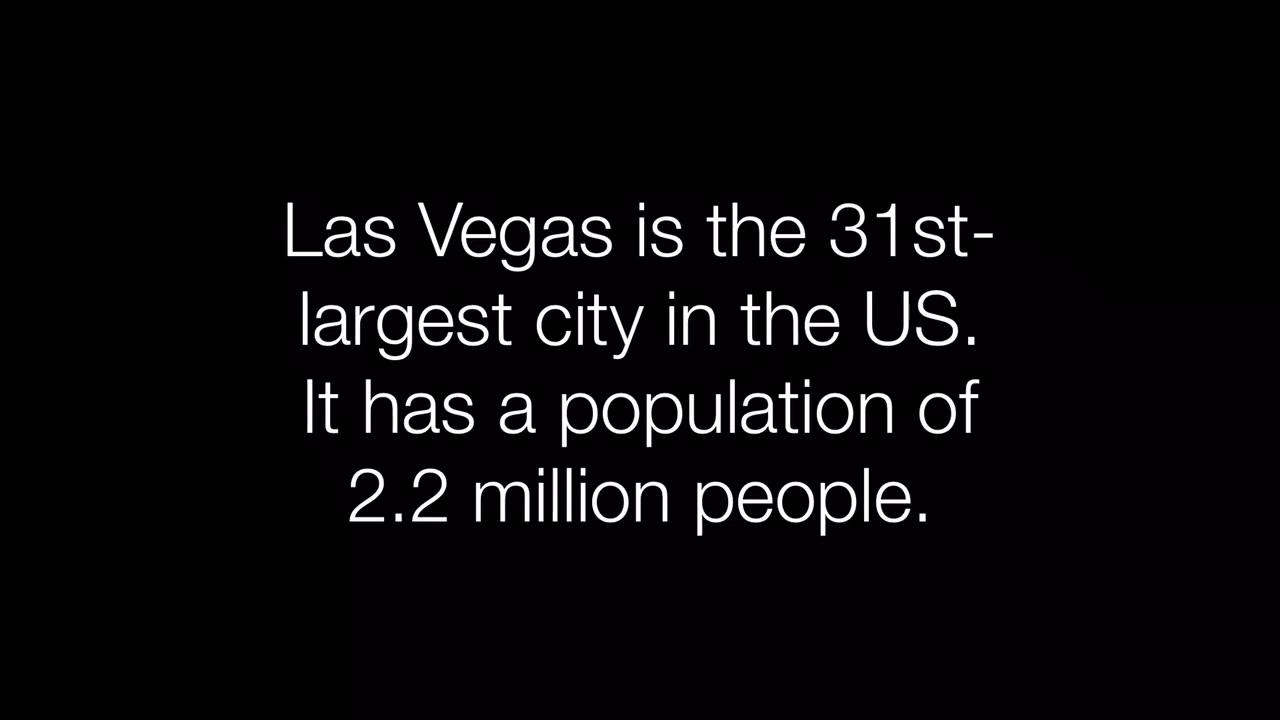 Las Vegas is the 31st-
largest city in the US.
It has a population of
2.2 million people.